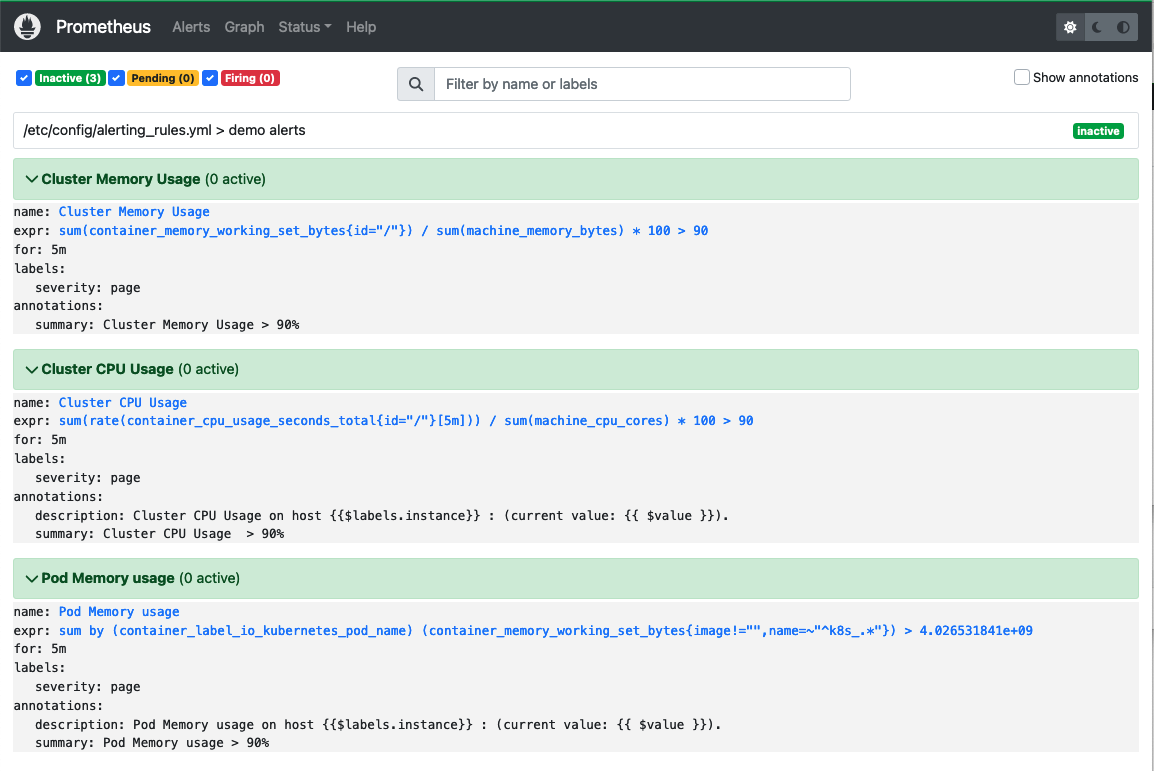 Prometheus Alerts Graph Status Help
Inactive (3) Pending (0) Firing (0) Filter by name or labels Show annotations
/etc/config/alerting_rules.yml > demo alerts inactive
Cluster Memory Usage (0 active)
name: Cluster Memory Usage
expr: sum(container_memory_working_set_bytes{id="/"}) / sum(machine_memory_bytes) * 100 > 90
for: 5m
labels:
severity: page
annotations:
summary: Cluster Memory Usage > 90%
Cluster CPU Usage (0 active)
name: Cluster CPU Usage
expr: sum(rate(container_cpu_usage_seconds_total{id="/"}[5m])) / sum(machine_cpu_cores) * 100 > 90
for: 5m
labels:
severity: page
annotations:
description: Cluster CPU Usage on host {{$labels.instance}} : (current value: {{ $value }}).
summary: Cluster CPU Usage  > 90%
Pod Memory usage (0 active)
name: Pod Memory usage
expr: sum by (container_label_io_kubernetes_pod_name) (container_memory_working_set_bytes{image!="",name=~"^k8s_.*"}) > 4.026531841e+09
for: 5m
labels:
severity: page
annotations:
description: Pod Memory usage on host {{$labels.instance}} : (current value: {{ $value }}).
summary: Pod Memory usage > 90%